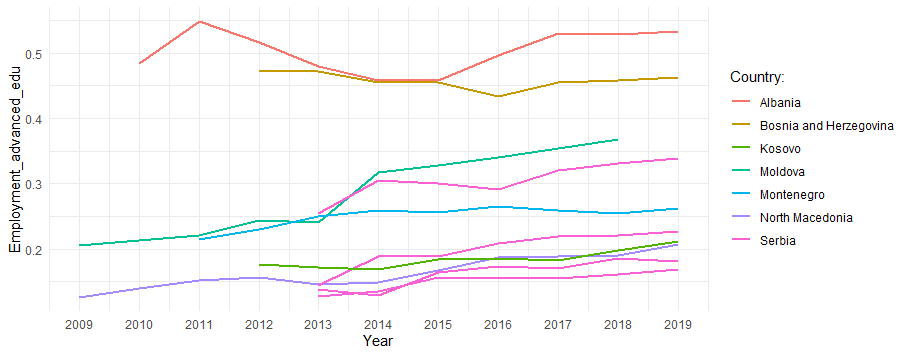 Employment_advanced_edu
0.5
0.4
0.3
0.2
2009 2010 2011 2012 2013 2014 2015 2016 2017 2018 2019
Year
Country:
Albania
Bosnia and Herzegovina
Kosovo
Moldova
Montenegro
North Macedonia
Serbia